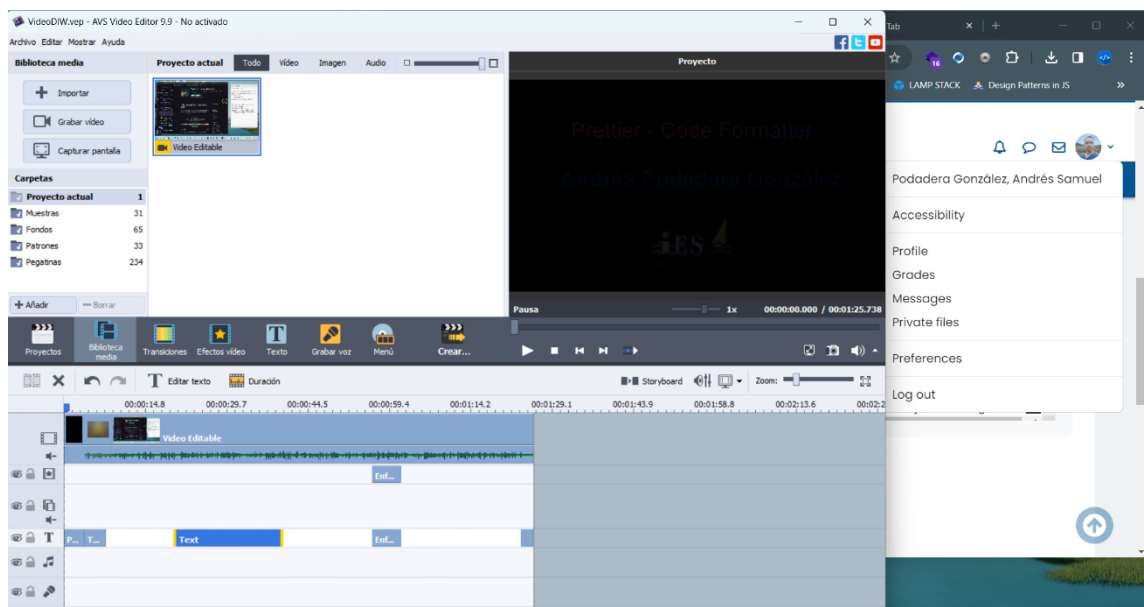 VideoDIW.vep - AVS Video Editor 9.9 - No activado
Archivo Editar Mostrar Ayuda
Biblioteca media
Proyecto actual Todo Vídeo Imagen Audio
Proyecto
Importar
Grabar vídeo
Capturar pantalla
Video Editable
Carpetas
Proyecto actual 1
Muestras 31
Fondos 65
Patrones 33
Pegatinas 234
Añadir Borrar
Prettier - Code Formatter
Andrés Podadera González
iES
Pausa 1x 00:00:00.000 / 00:01:25.738
Proyectos
Biblioteca media
Transiciones
Efectos vídeo
Texto
Grabar voz
Menú
Crear...
Editar texto Duración Storyboard Zoom:
00:00:14.8 00:00:29.7 00:00:44.5 00:00:59.4 00:01:14.2 00:01:29.1 00:01:43.9 00:01:58.8 00:02:13.6 00:02:2
Video Editable
Enf...
P... T... Text Enf...
Tab
16
LAMP STACK Design Patterns in JS
Podadera González, Andrés Samuel
Accessibility
Profile
Grades
Messages
Private files
Preferences
Log out